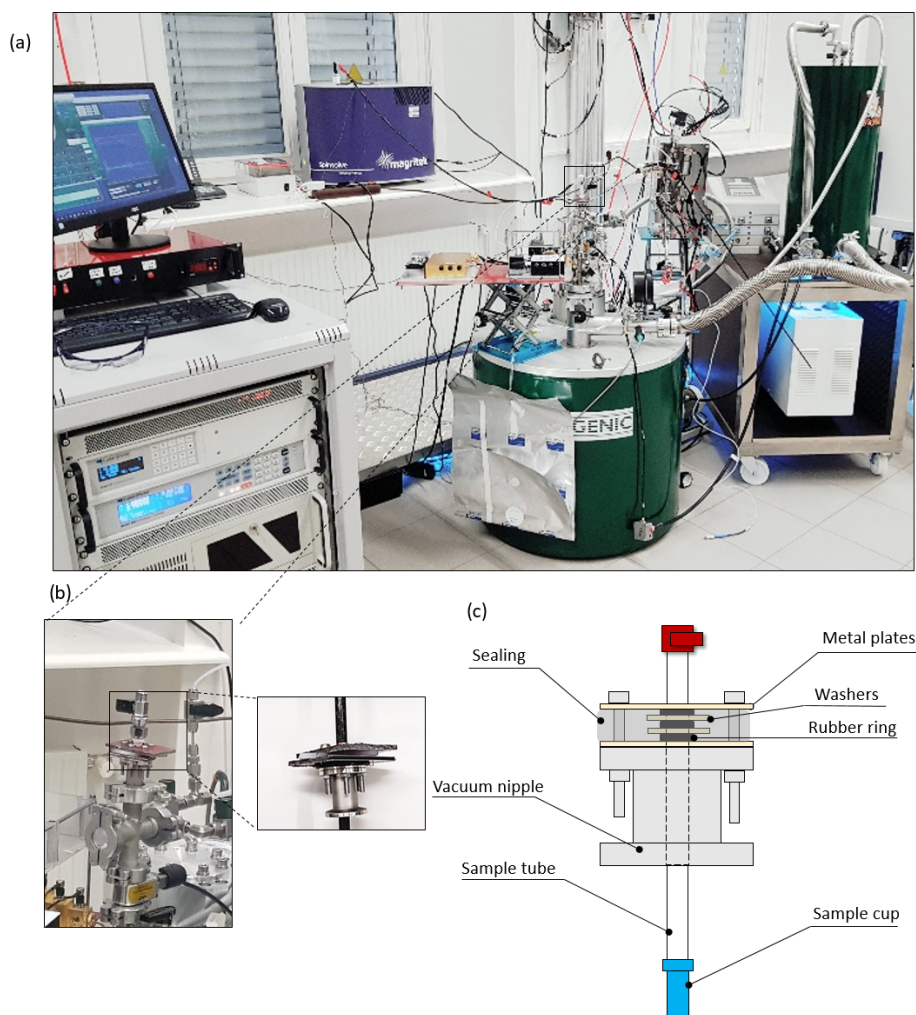 (a)
Spinsolve
magritek
GENIC
(b)
(c)
Metal plates
Sealing
Washers
Rubber ring
Vacuum nipple
Sample tube
Sample cup